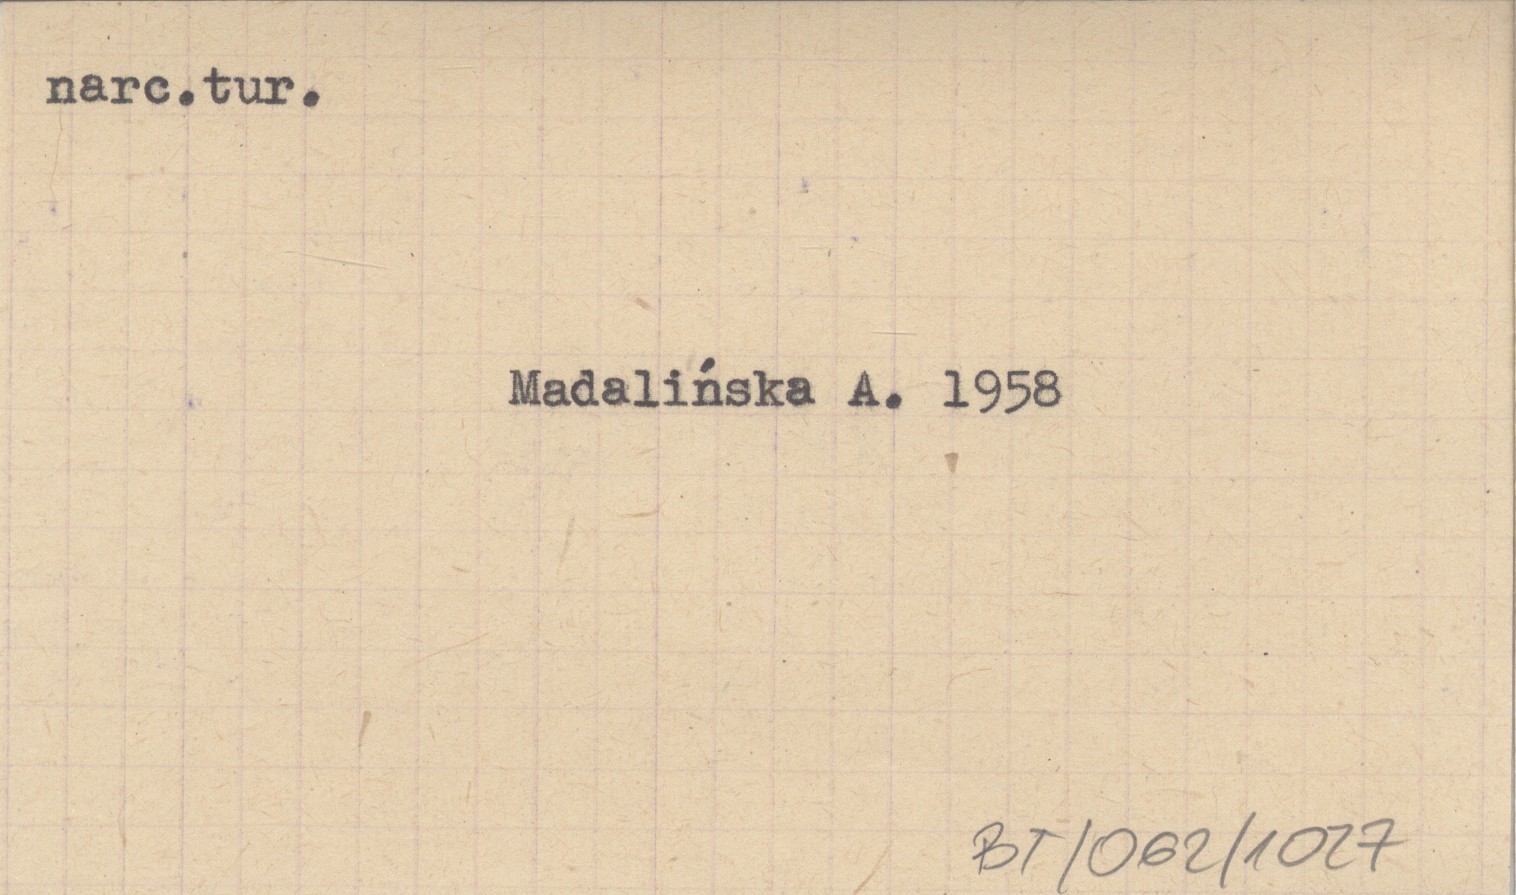 narc.tur.
Madalińska A. 1958
BT/062/1027